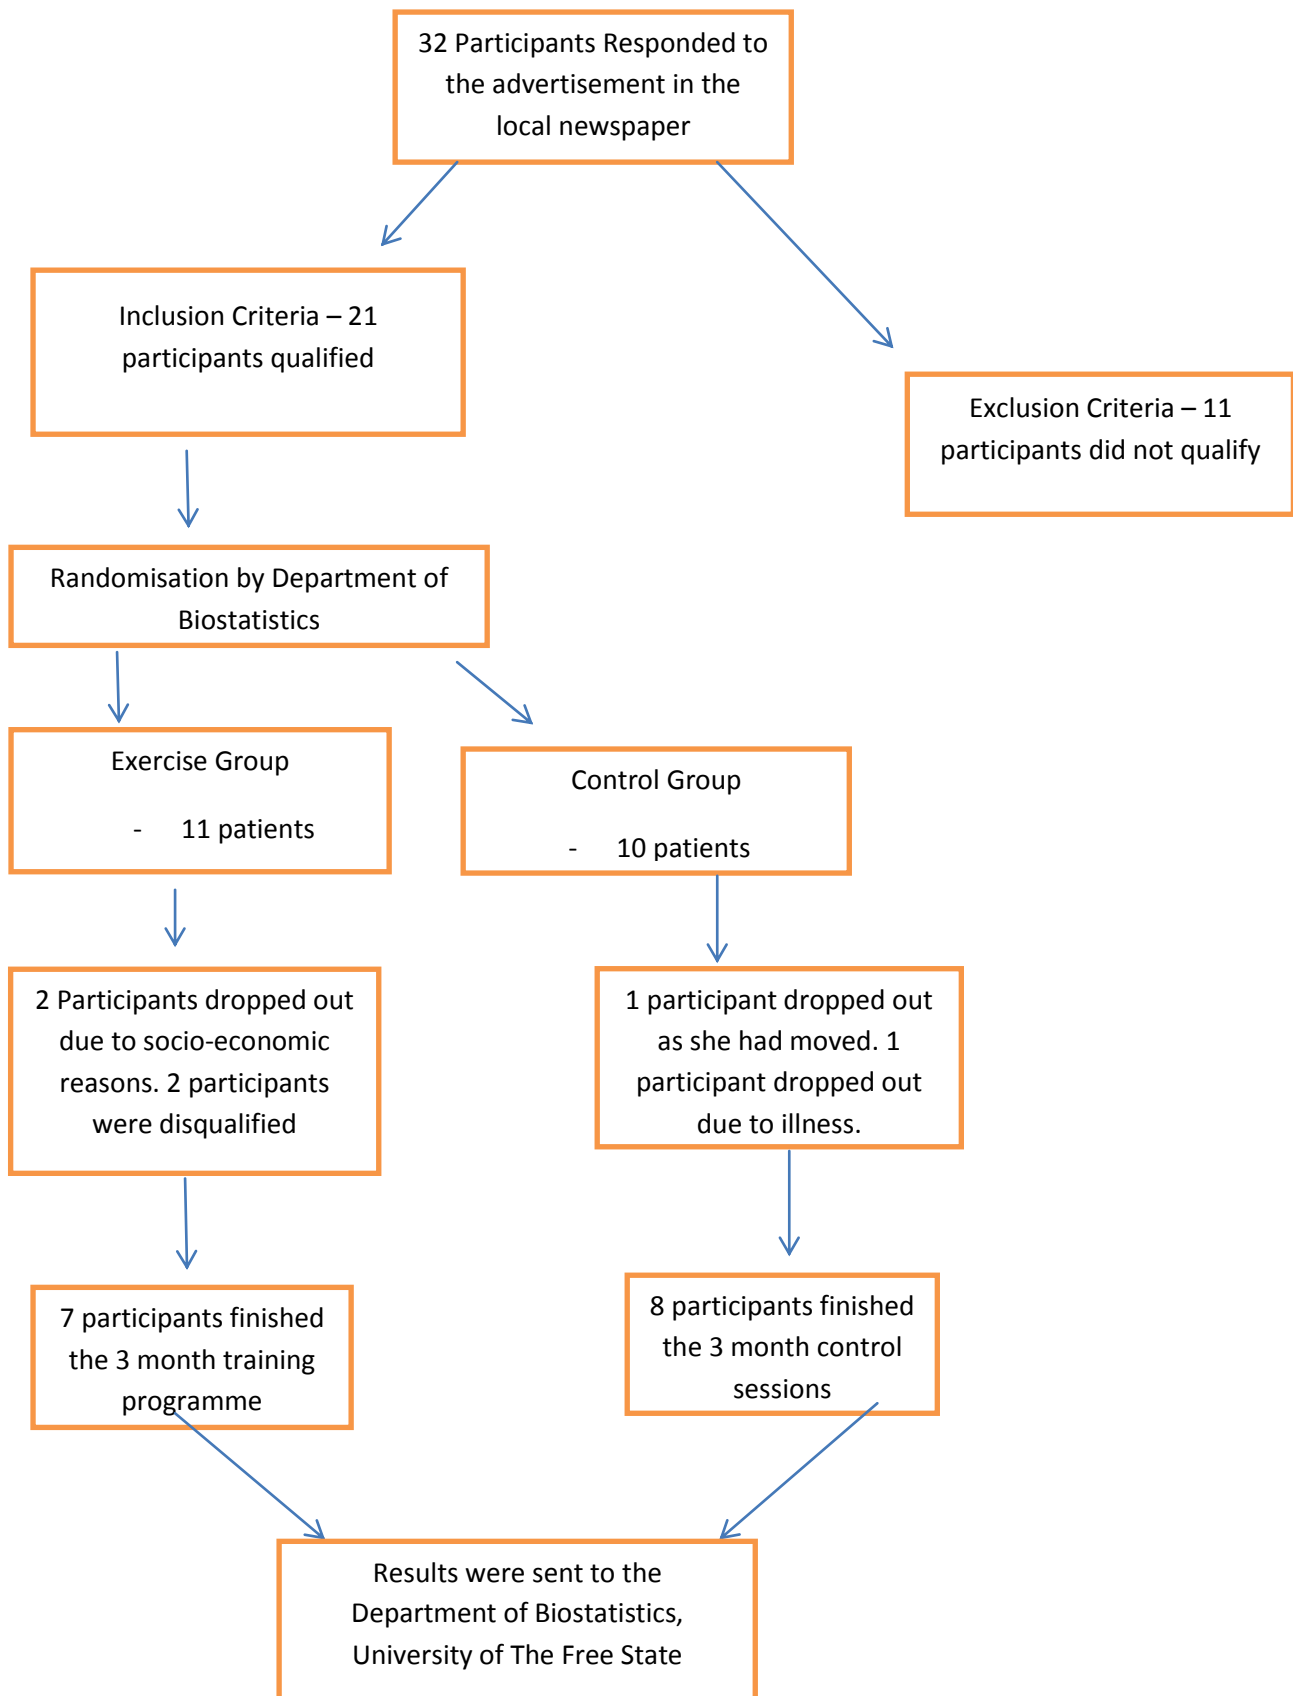 32 Participants Responded to
the advertisement in the
local newspaper
Inclusion Criteria – 21
participants qualified
Exclusion Criteria – 11
participants did not qualify
Randomisation by Department of
Biostatistics
Exercise Group
- 11 patients
Control Group
- 10 patients
2 Participants dropped out
due to socio-economic
reasons. 2 participants
were disqualified
1 participant dropped out
as she had moved. 1
participant dropped out
due to illness.
7 participants finished
the 3 month training
programme
8 participants finished
the 3 month control
sessions
Results were sent to the
Department of Biostatistics,
University of The Free State